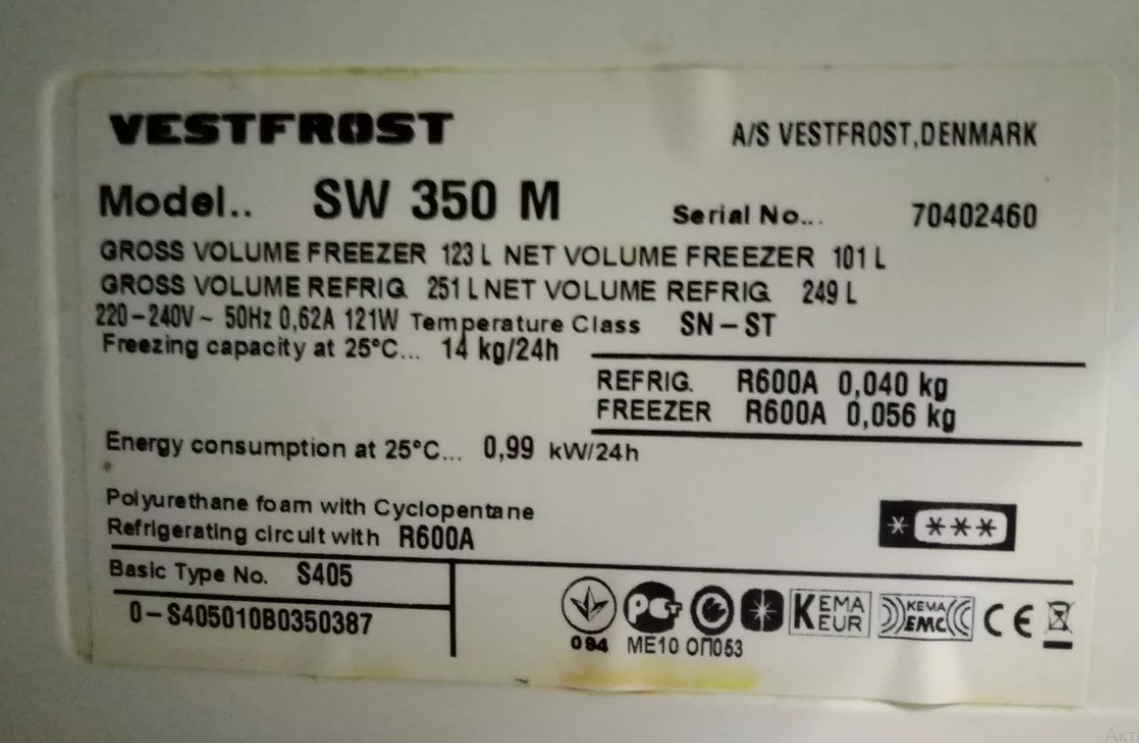 VESTFROST
A/S VESTFROST,DENMARK
Model.. SW 350 M
Serial No... 70402460
GROSS VOLUME FREEZER 123 L NET VOLUME FREEZER 101 L
GROSS VOLUME REFRIG. 251 L NET VOLUME REFRIG. 249 L
220-240V ~ 50Hz 0,62A 121W Temperature Class SN-ST
Freezing capacity at 25°C... 14 kg/24h
REFRIG. R600A 0,040 kg
FREEZER R600A 0,056 kg
Energy consumption at 25°C... 0,99 kW/24h
Polyurethane foam with Cyclopentane
Refrigerating circuit with R600A
* ***
Basic Type No. S405
0-S405010B0350387
084
РСТ
МЕ10 ОП053
K KEMA
EUR
KEMA
EMC
CE